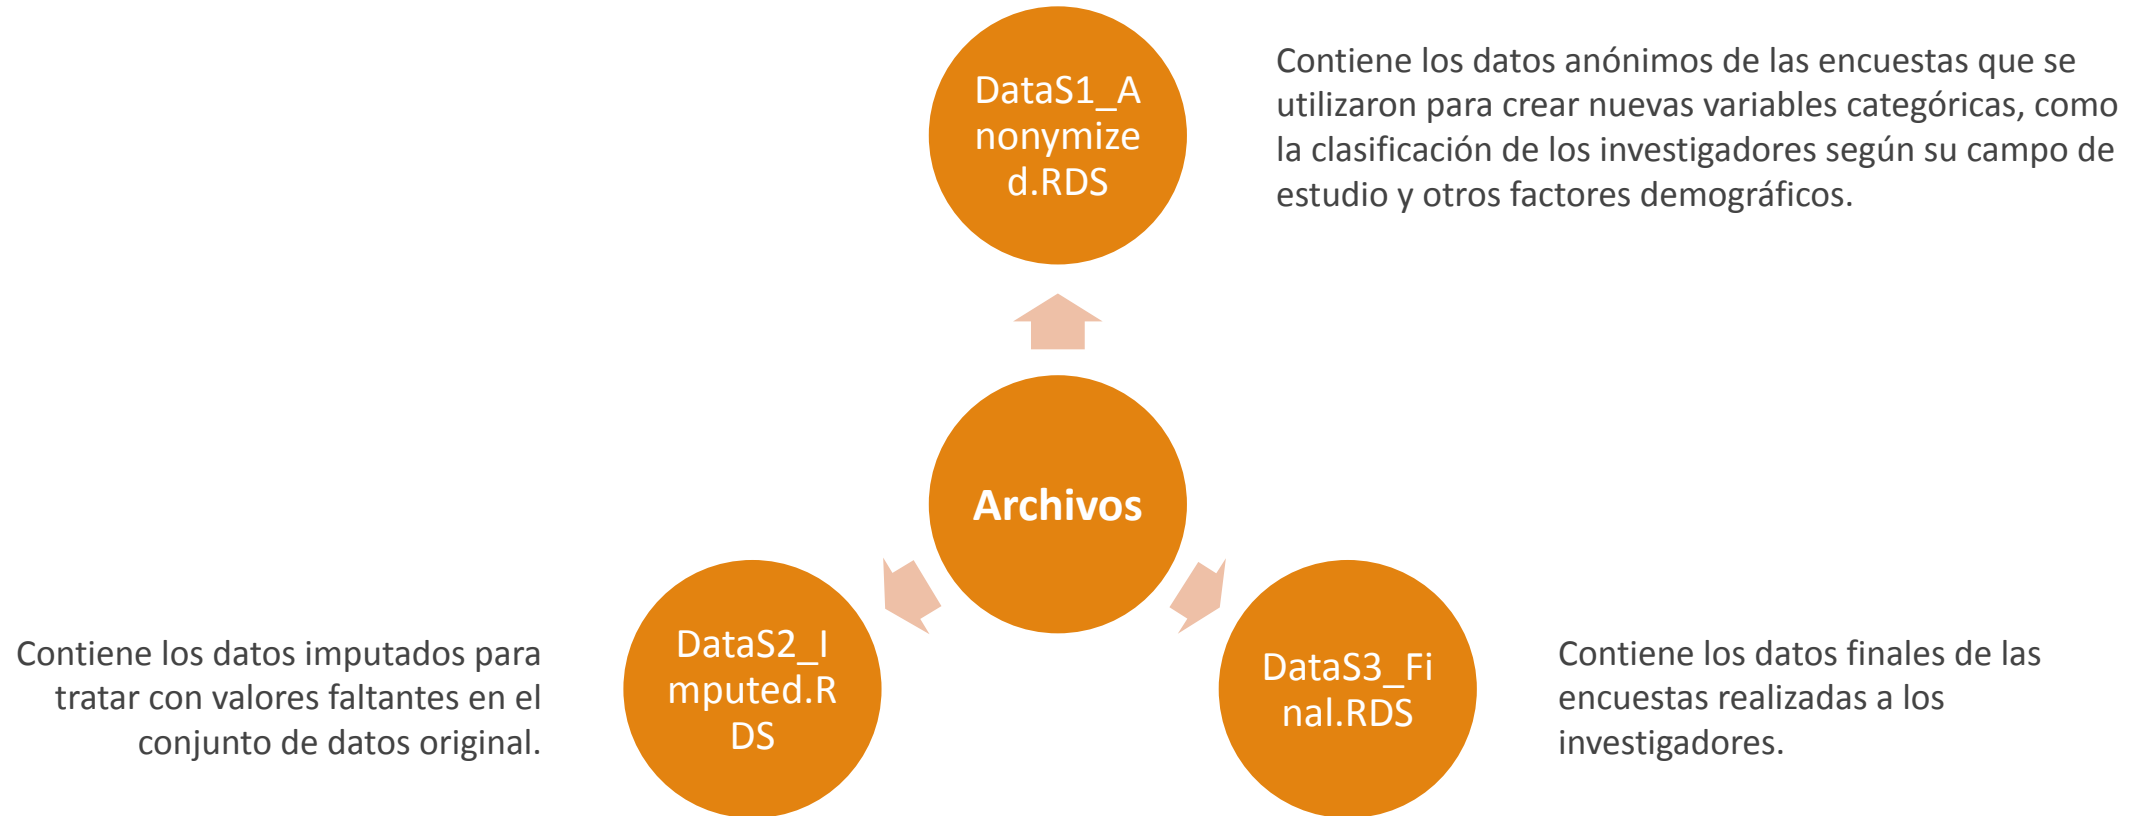 DataS1_A
nonymize
d.RDS
Contiene los datos anónimos de las encuestas que se
utilizaron para crear nuevas variables categóricas, como
la clasificación de los investigadores según su campo de
estudio y otros factores demográficos.
Archivos
Contiene los datos imputados para
tratar con valores faltantes en el
conjunto de datos original.
DataS2_I
mputed.R
DS
DataS3_Fi
nal.RDS
Contiene los datos finales de las
encuestas realizadas a los
investigadores.